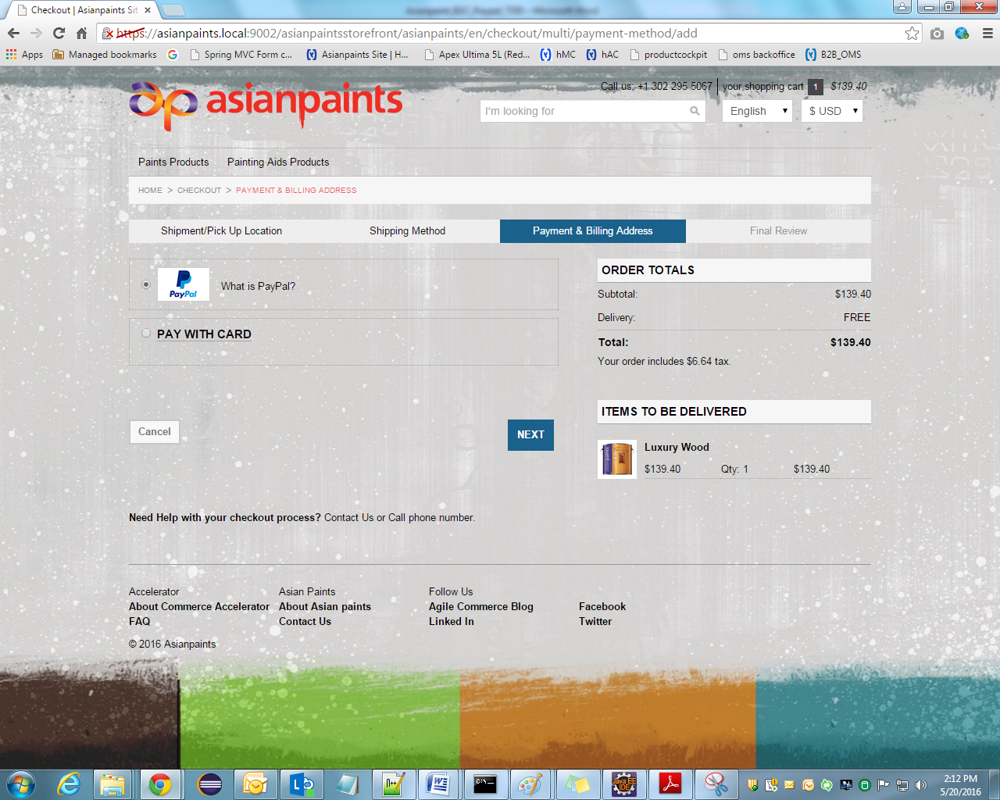 Checkout | Asianpaints Sit
https://asianpaints.local:9002/asianpaintsstorefront/asianpaints/en/checkout/multi/payment-method/add
Apps Managed bookmarks Spring MVC Form c... Asianpaints Site | H... Apex Ultima 5L (Red... hMC hAC productcockpit oms backoffice B2B_OMS
asianpaints
Call us: +1 302 295 5067 your shopping cart 1 $139.40
I'm looking for English $ USD
Paints Products Painting Aids Products
HOME > CHECKOUT > PAYMENT & BILLING ADDRESS
Shipment/Pick Up Location Shipping Method Payment & Billing Address Final Review
PayPal What is PayPal?
PAY WITH CARD
Cancel NEXT
ORDER TOTALS
Subtotal: $139.40
Delivery: FREE
Total: $139.40
Your order includes $6.64 tax.
ITEMS TO BE DELIVERED
Luxury Wood
$139.40 Qty: 1 $139.40
Need Help with your checkout process? Contact Us or Call phone number.
Accelerator Asian Paints Follow Us
About Commerce Accelerator About Asian paints Agile Commerce Blog Facebook
FAQ Contact Us Linked In Twitter
© 2016 Asianpaints
2:12 PM
5/20/2016